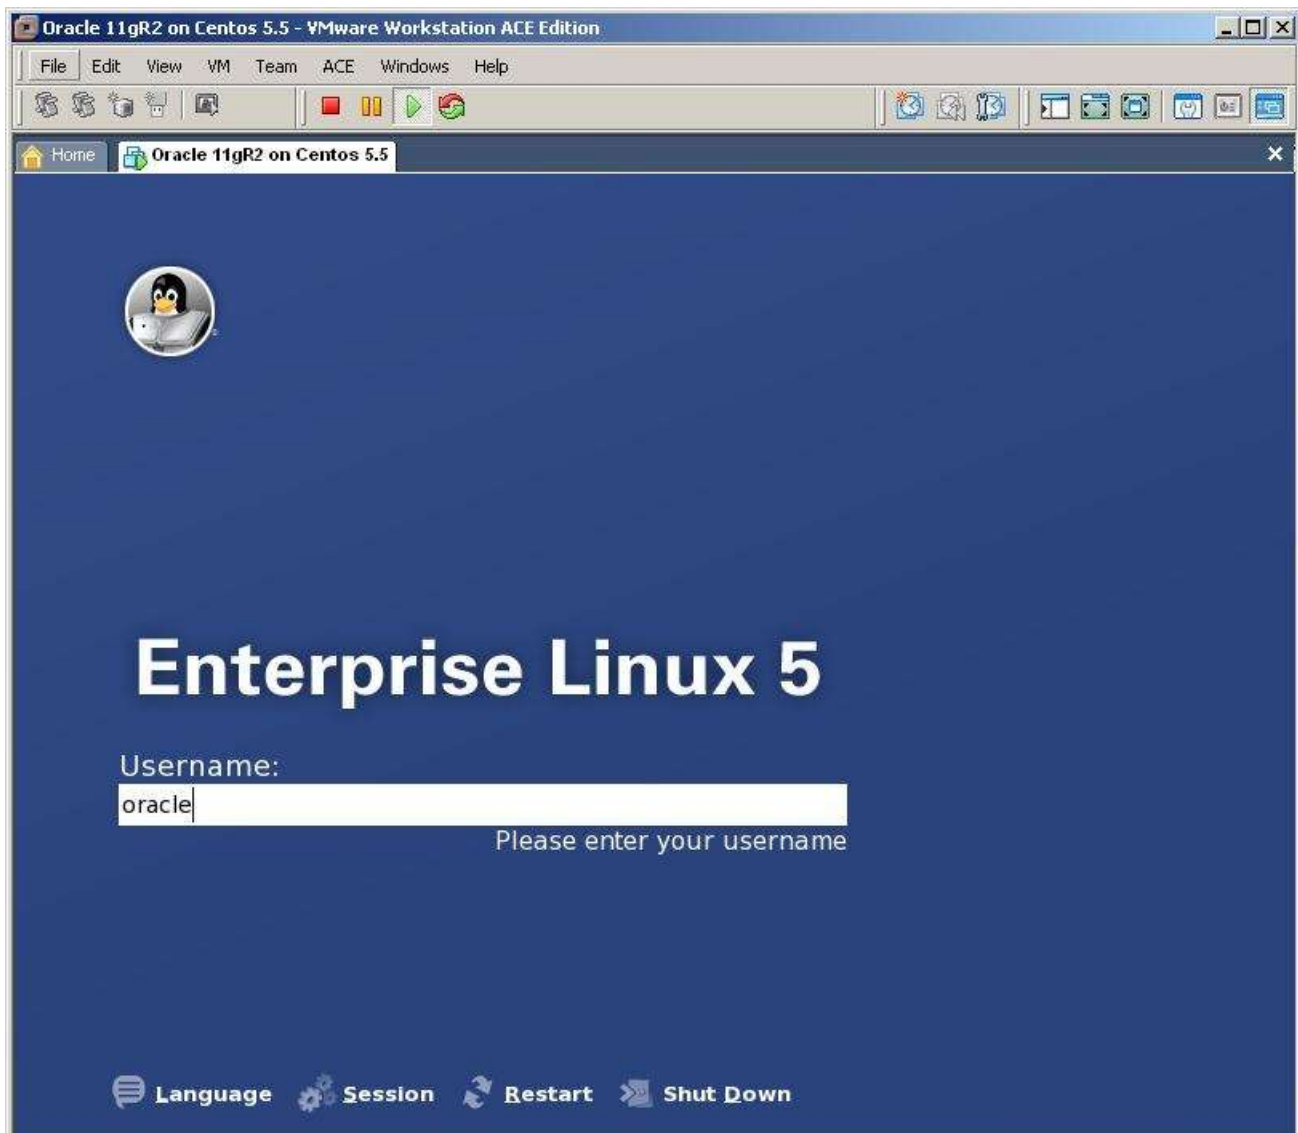 Oracle 11gR2 on Centos 5.5 - VMware Workstation ACE Edition
File Edit View VM Team ACE Windows Help
Home Oracle 11gR2 on Centos 5.5
Enterprise Linux 5
Username:
oracle
Please enter your username
Language Session Restart Shut Down